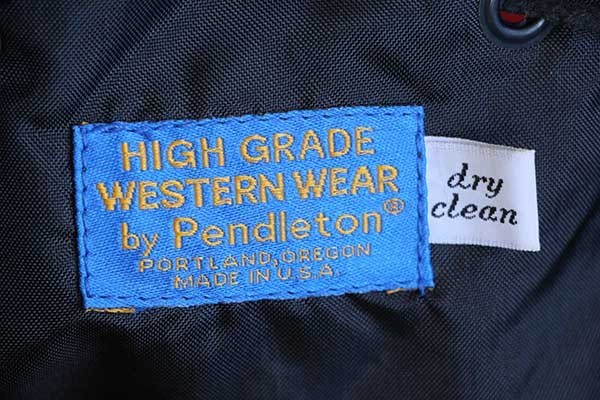 HIGH GRADE
WESTERN WEAR
by Pendleton®
PORTLAND, OREGON
MADE IN U.S.A.
dry
clean